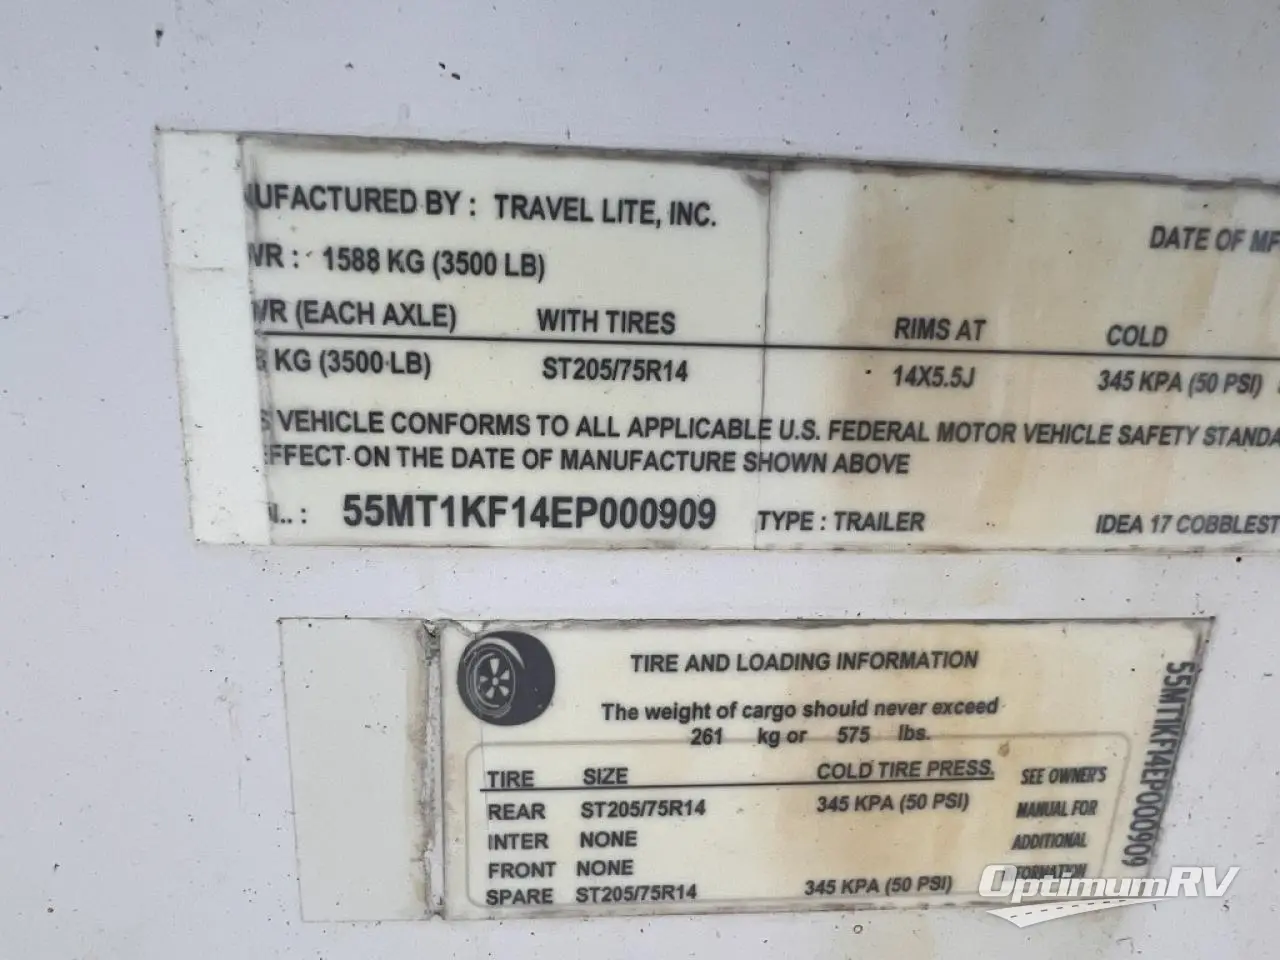 UFACTURED BY : TRAVEL LITE, INC.
DATE OF MF
WR : 1588 KG (3500 LB)
WR (EACH AXLE) WITH TIRES RIMS AT COLD
KG (3500 LB) ST205/75R14 14X5.5J 345 KPA (50 PSI)
S VEHICLE CONFORMS TO ALL APPLICABLE U.S. FEDERAL MOTOR VEHICLE SAFETY STANDA
EFFECT ON THE DATE OF MANUFACTURE SHOWN ABOVE
55MT1KF14EP000909 TYPE : TRAILER IDEA 17 COBBLEST
TIRE AND LOADING INFORMATION
The weight of cargo should never exceed
261 kg or 575 lbs.
TIRE SIZE COLD TIRE PRESS.
REAR ST205/75R14 345 KPA (50 PSI)
INTER NONE
FRONT NONE
SPARE ST205/75R14 345 KPA (50 PSI)
SEE OWNER'S
MANUAL FOR
ADDITIONAL
FORMATION
55MT1KF14EP000909
OptimumRV